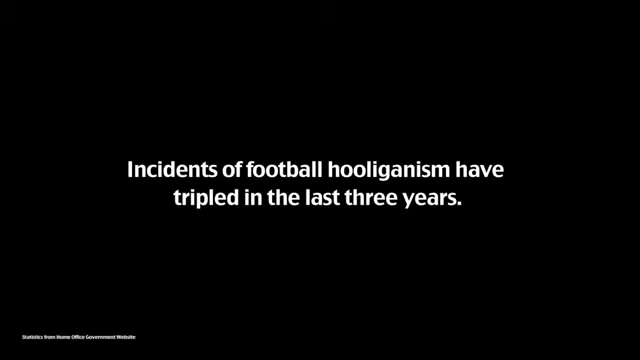 Incidents of football hooliganism have
tripled in the last three years.
Statistics from Home Office Government Website